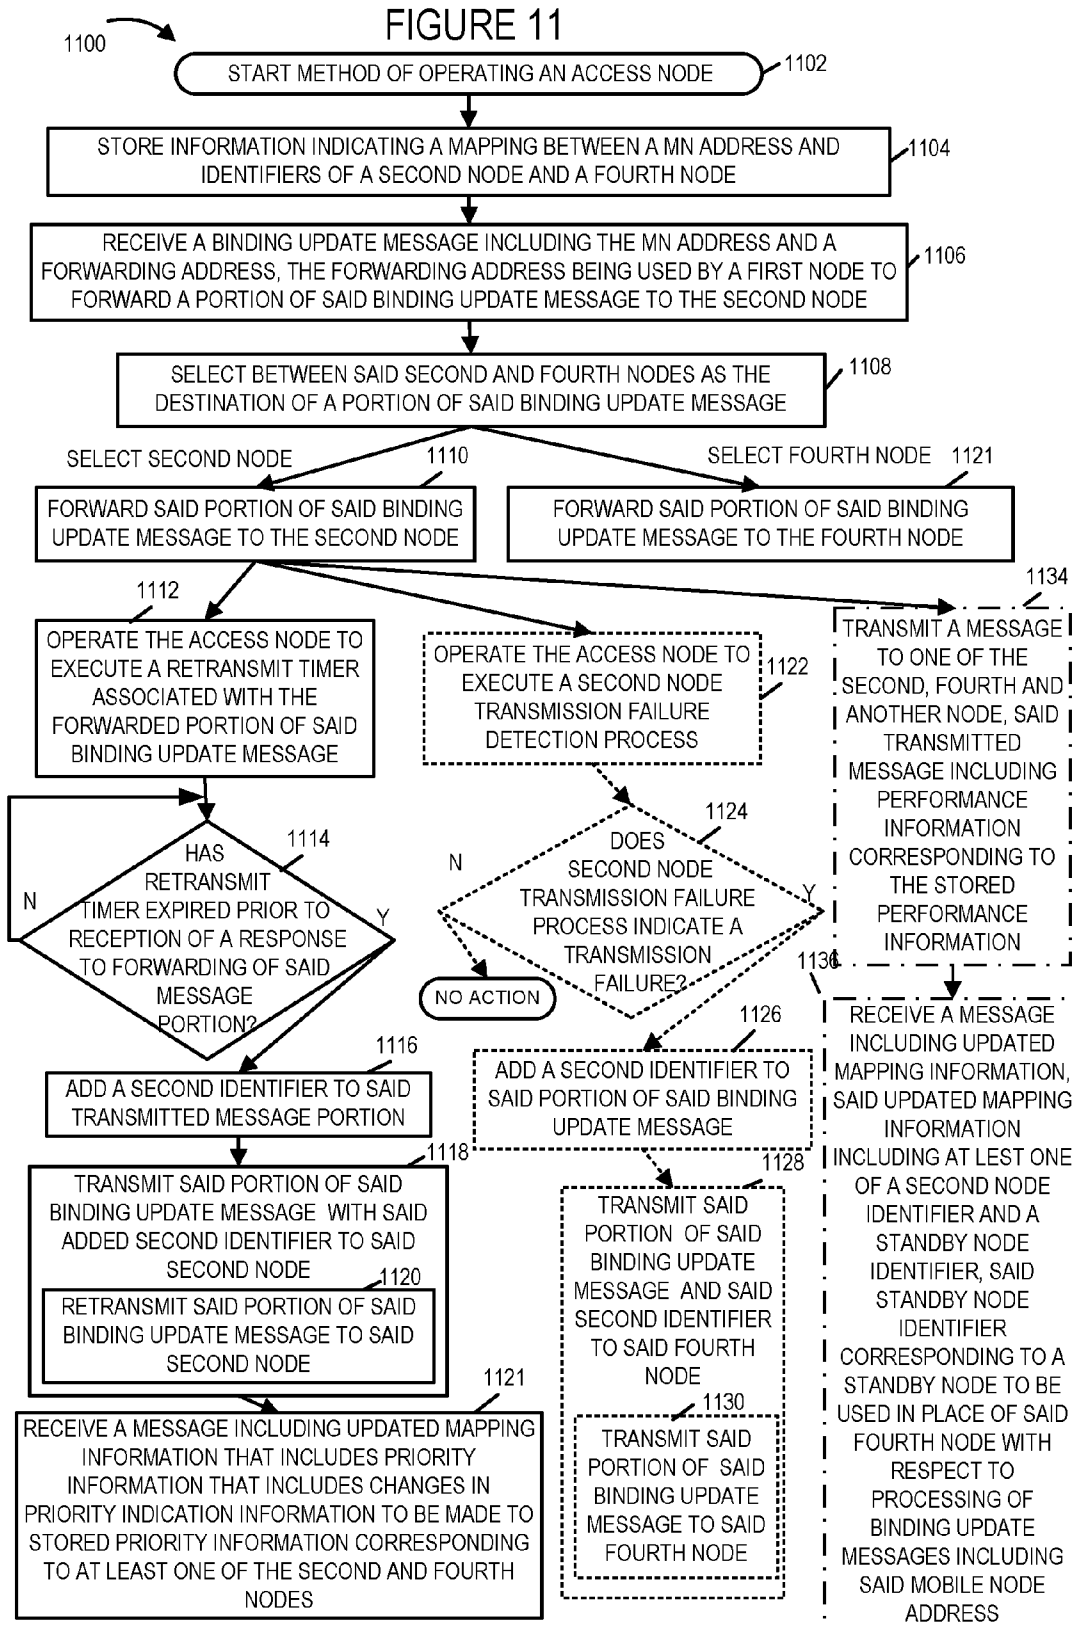 FIGURE 11
1100
START METHOD OF OPERATING AN ACCESS NODE
1102
STORE INFORMATION INDICATING A MAPPING BETWEEN A MN ADDRESS AND
IDENTIFIERS OF A SECOND NODE AND A FOURTH NODE
1104
RECEIVE A BINDING UPDATE MESSAGE INCLUDING THE MN ADDRESS AND A
FORWARDING ADDRESS, THE FORWARDING ADDRESS BEING USED BY A FIRST NODE TO
FORWARD A PORTION OF SAID BINDING UPDATE MESSAGE TO THE SECOND NODE
1106
SELECT BETWEEN SAID SECOND AND FOURTH NODES AS THE
DESTINATION OF A PORTION OF SAID BINDING UPDATE MESSAGE
1108
SELECT SECOND NODE
1110
FORWARD SAID PORTION OF SAID BINDING
UPDATE MESSAGE TO THE SECOND NODE
SELECT FOURTH NODE
1121
FORWARD SAID PORTION OF SAID BINDING
UPDATE MESSAGE TO THE FOURTH NODE
1112
OPERATE THE ACCESS NODE TO
EXECUTE A RETRANSMIT TIMER
ASSOCIATED WITH THE
FORWARDED PORTION OF SAID
BINDING UPDATE MESSAGE
1114
HAS
RETRANSMIT
TIMER EXPIRED PRIOR TO
RECEPTION OF A RESPONSE
TO FORWARDING OF SAID
MESSAGE
PORTION?
N
Y
1116
ADD A SECOND IDENTIFIER TO SAID
TRANSMITTED MESSAGE PORTION
1118
TRANSMIT SAID PORTION OF SAID
BINDING UPDATE MESSAGE WITH SAID
ADDED SECOND IDENTIFIER TO SAID
SECOND NODE
1120
RETRANSMIT SAID PORTION OF SAID
BINDING UPDATE MESSAGE TO SAID
SECOND NODE
1121
RECEIVE A MESSAGE INCLUDING UPDATED MAPPING
INFORMATION THAT INCLUDES PRIORITY
INFORMATION THAT INCLUDES CHANGES IN
PRIORITY INDICATION INFORMATION TO BE MADE TO
STORED PRIORITY INFORMATION CORRESPONDING
TO AT LEAST ONE OF THE SECOND AND FOURTH
NODES
OPERATE THE ACCESS NODE TO
EXECUTE A SECOND NODE
TRANSMISSION FAILURE
DETECTION PROCESS
1122
1124
DOES
SECOND NODE
TRANSMISSION FAILURE
PROCESS INDICATE A
TRANSMISSION
FAILURE?
N
Y
NO ACTION
1126
ADD A SECOND IDENTIFIER TO
SAID PORTION OF SAID BINDING
UPDATE MESSAGE
1128
TRANSMIT SAID
PORTION OF SAID
BINDING UPDATE
MESSAGE AND SAID
SECOND IDENTIFIER
TO SAID FOURTH
NODE
1130
TRANSMIT SAID
PORTION OF SAID
BINDING UPDATE
MESSAGE TO SAID
FOURTH NODE
1134
TRANSMIT A MESSAGE
TO ONE OF THE
SECOND, FOURTH AND
ANOTHER NODE, SAID
TRANSMITTED
MESSAGE INCLUDING
PERFORMANCE
INFORMATION
CORRESPONDING TO
THE STORED
PERFORMANCE
INFORMATION
1136
RECEIVE A MESSAGE
INCLUDING UPDATED
MAPPING INFORMATION,
SAID UPDATED MAPPING
INFORMATION
INCLUDING AT LEST ONE
OF A SECOND NODE
IDENTIFIER AND A
STANDBY NODE
IDENTIFIER, SAID
STANDBY NODE
IDENTIFIER
CORRESPONDING TO A
STANDBY NODE TO BE
USED IN PLACE OF SAID
FOURTH NODE WITH
RESPECT TO
PROCESSING OF
BINDING UPDATE
MESSAGES INCLUDING
SAID MOBILE NODE
ADDRESS